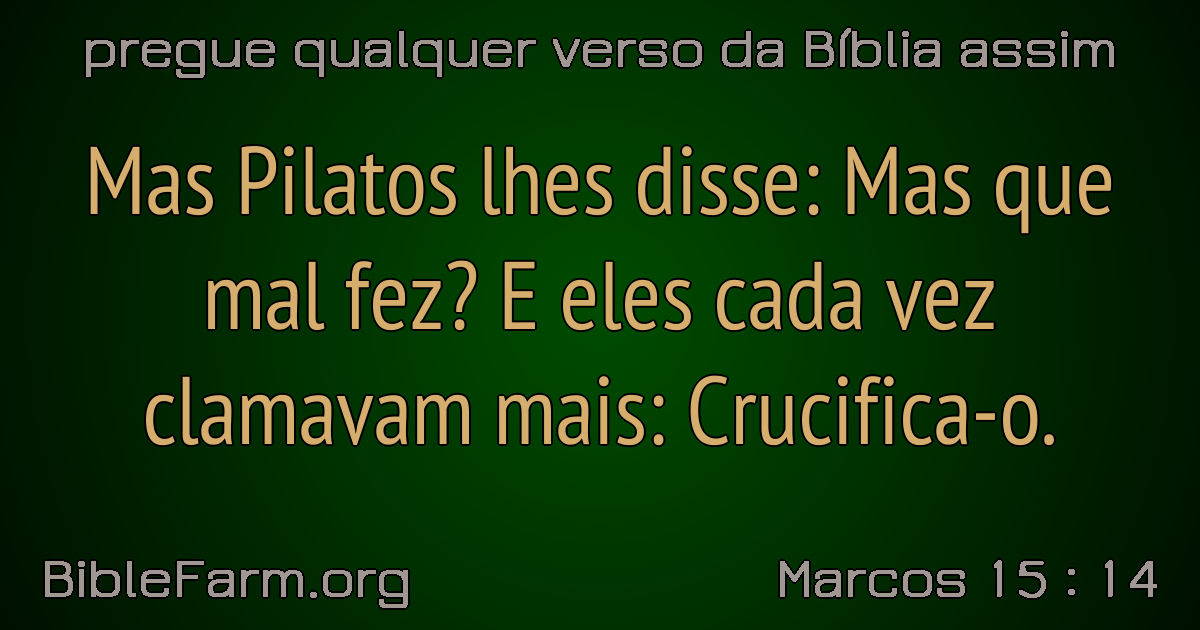 pregue qualquer verso da Bíblia assim
Mas Pilatos lhes disse: Mas que
mal fez? E eles cada vez
clamavam mais: Crucifica-o.
BibleFarm.org
Marcos 15 : 14